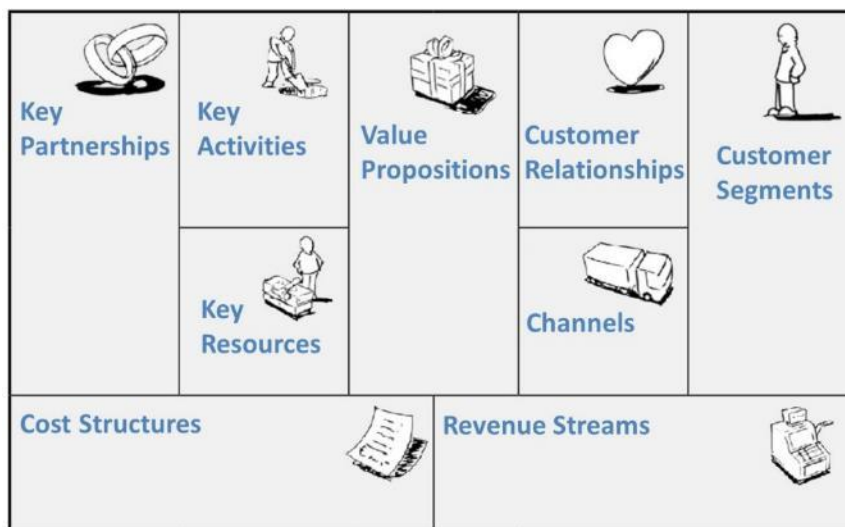 Key
Partnerships
Key
Activities
Key
Resources
Value
Propositions
Customer
Relationships
Channels
Customer
Segments
Cost Structures
Revenue Streams